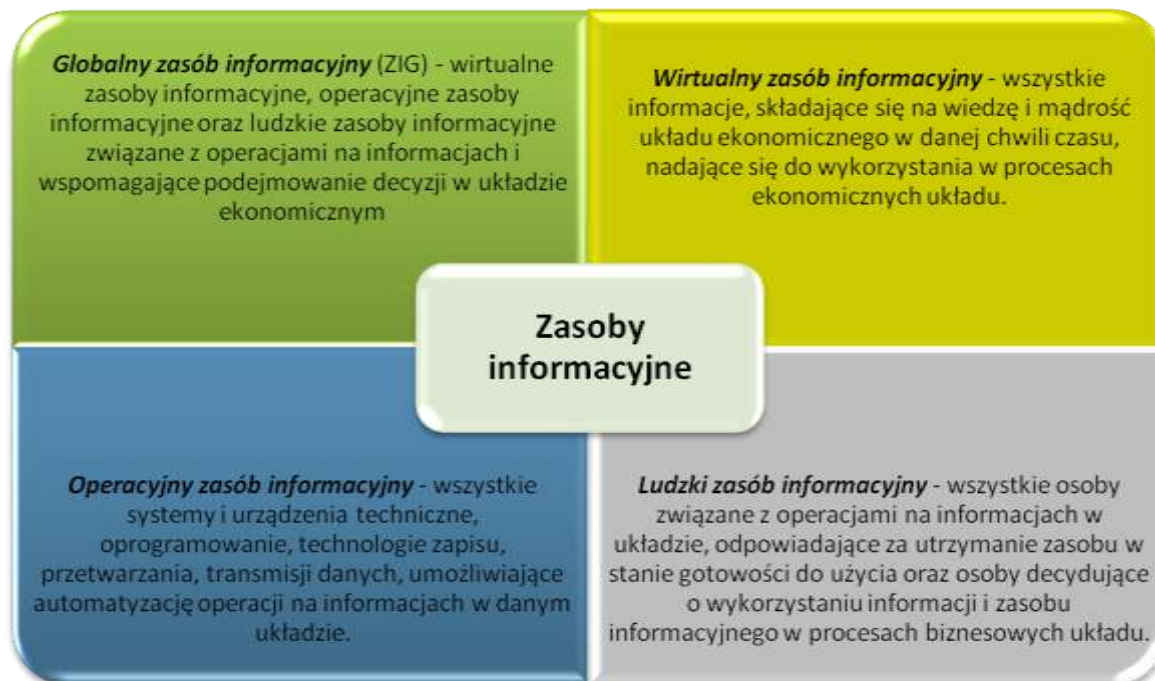 Globalny zasób informacyjny (ZIG) - wirtualne
zasoby informacyjne, operacyjne zasoby
informacyjne oraz ludzkie zasoby informacyjne
związane z operacjami na informacjach i
wspomagające podejmowanie decyzji w układzie
ekonomicznym
Wirtualny zasób informacyjny - wszystkie
informacje, składające się na wiedzę i mądrość
układu ekonomicznego w danej chwili czasu,
nadające się do wykorzystania w procesach
ekonomicznych układu.
Zasoby
informacyjne
Operacyjny zasób informacyjny - wszystkie
systemy i urządzenia techniczne,
oprogramowanie, technologie zapisu,
przetwarzania, transmisji danych, umożliwiające
automatyzację operacji na informacjach w danym
układzie.
Ludzki zasób informacyjny - wszystkie osoby
związane z operacjami na informacjach w
układzie, odpowiadające za utrzymanie zasobu w
stanie gotowości do użycia oraz osoby decydujące
o wykorzystaniu informacji i zasobu
informacyjnego w procesach biznesowych układu.